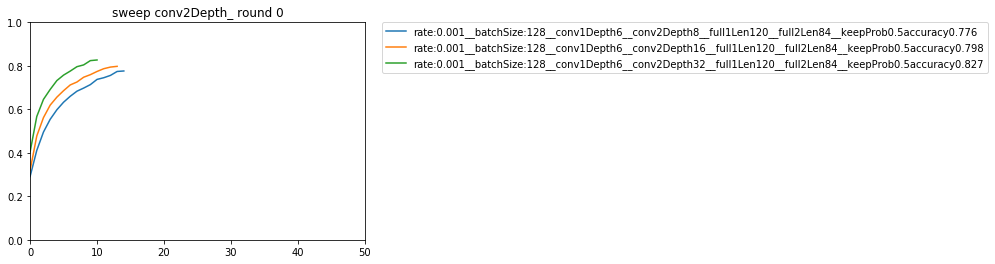 sweep conv2Depth_ round 0
1.0
0.8
0.6
0.4
0.2
0.0
0 10 20 30 40 50
rate:0.001__batchSize:128__conv1Depth6__conv2Depth8__full1Len120__full2Len84__keepProb0.5accuracy0.776
rate:0.001__batchSize:128__conv1Depth6__conv2Depth16__full1Len120__full2Len84__keepProb0.5accuracy0.798
rate:0.001__batchSize:128__conv1Depth6__conv2Depth32__full1Len120__full2Len84__keepProb0.5accuracy0.827